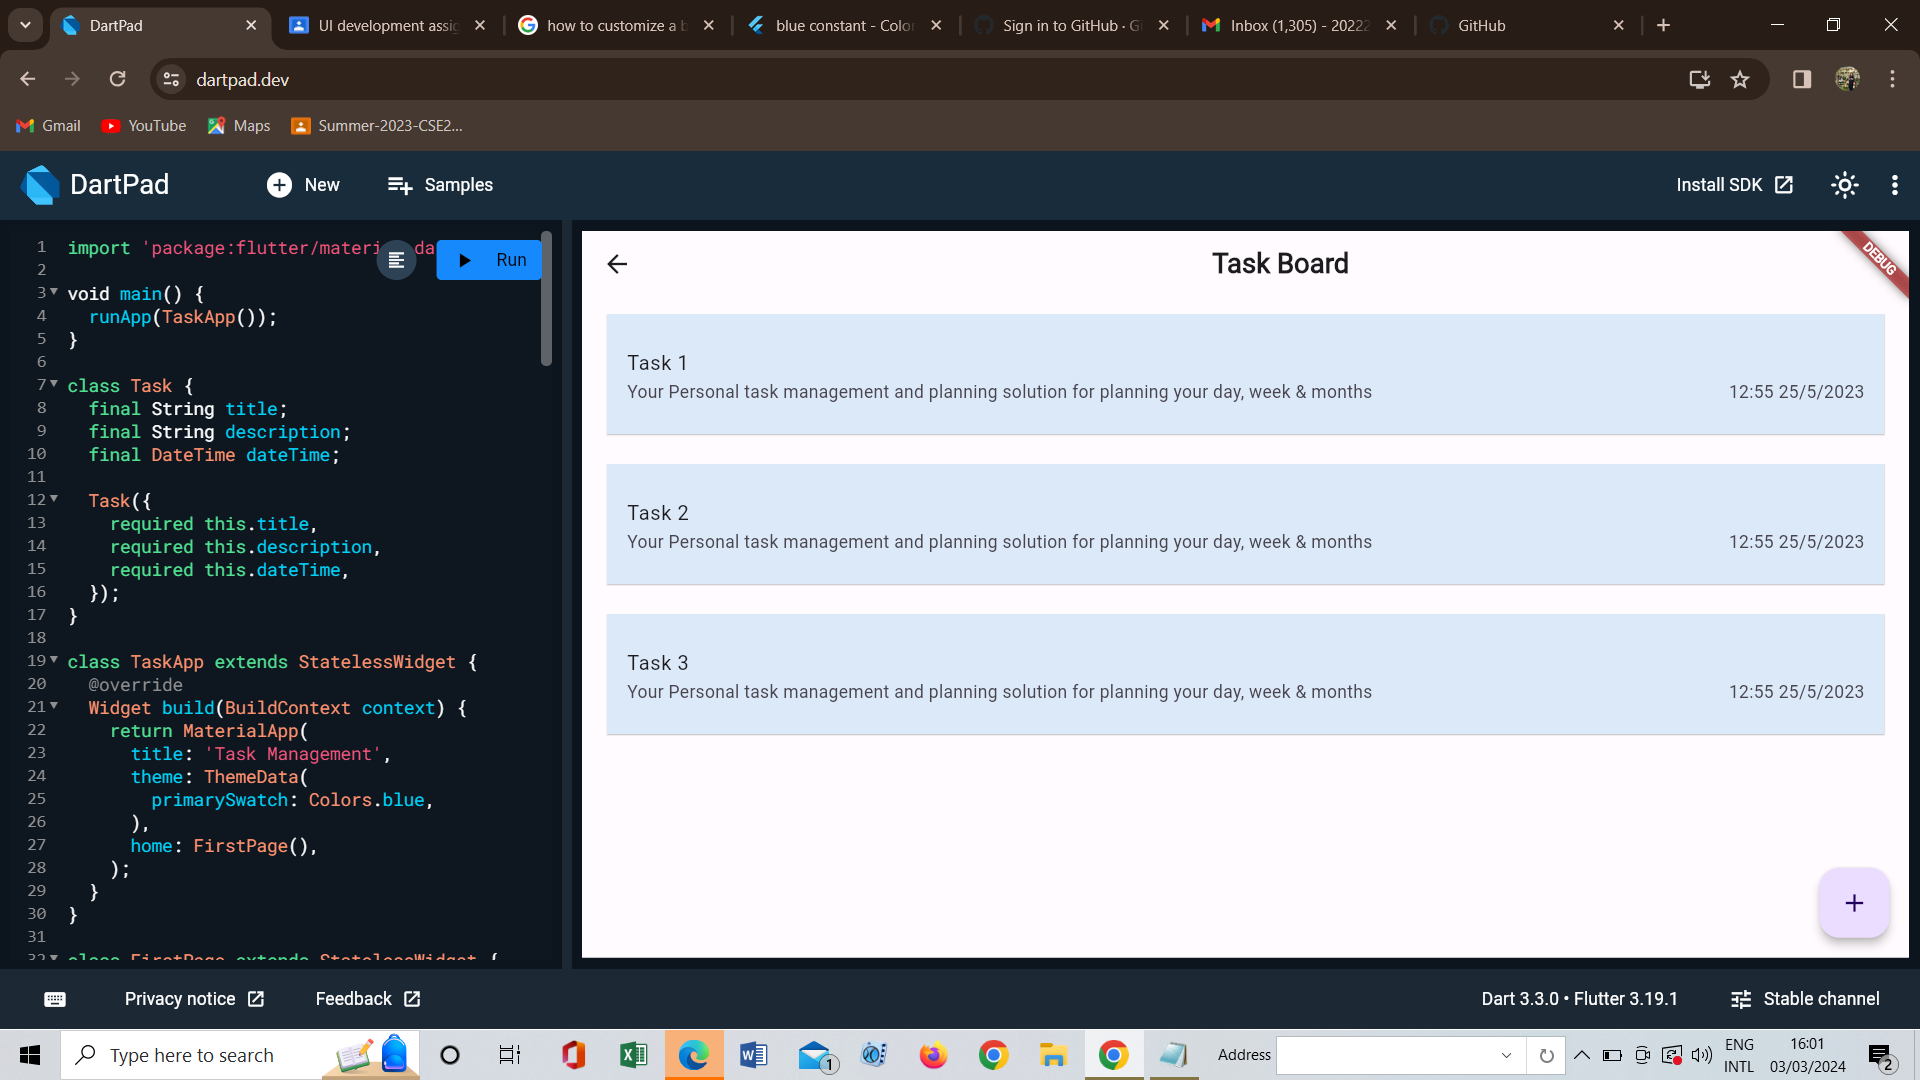 DartPad
UI development assig
how to customize a b
blue constant - Color
Sign in to GitHub · Gi
Inbox (1,305) - 20222
GitHub
dartpad.dev
Gmail
YouTube
Maps
Summer-2023-CSE2...
DartPad
New
Samples
Install SDK
1 import 'package:flutter/materi da
Run
2
3 void main() {
4 runApp(TaskApp());
5 }
6
7 class Task {
8 final String title;
9 final String description;
10 final DateTime dateTime;
11
12 Task({
13 required this.title,
14 required this.description,
15 required this.dateTime,
16 });
17 }
18
19 class TaskApp extends StatelessWidget {
20 @override
21 Widget build(BuildContext context) {
22 return MaterialApp(
23 title: 'Task Management',
24 theme: ThemeData(
25 primarySwatch: Colors.blue,
26 ),
27 home: FirstPage(),
28 );
29 }
30 }
31
32 class FirstPage extends StatelessWidget {
Task Board
DEBUG
Task 1
Your Personal task management and planning solution for planning your day, week & months
12:55 25/5/2023
Task 2
Your Personal task management and planning solution for planning your day, week & months
12:55 25/5/2023
Task 3
Your Personal task management and planning solution for planning your day, week & months
12:55 25/5/2023
+
Privacy notice
Feedback
Dart 3.3.0 • Flutter 3.19.1
Stable channel
Type here to search
1
Address
ENG
INTL
16:01
03/03/2024
2